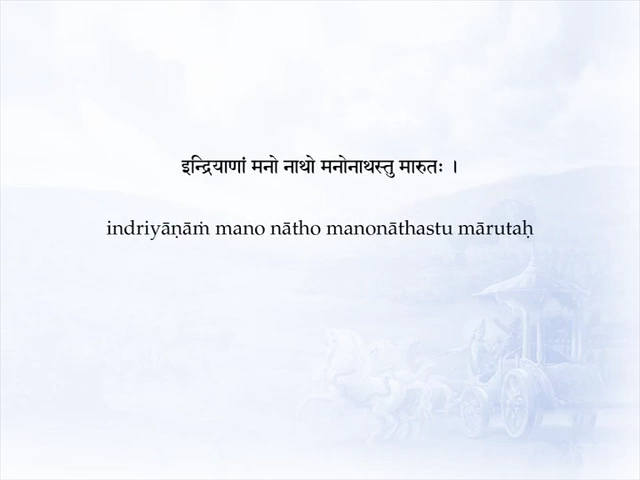 इन्द्रियाणां मनो नाथो मनोनाथस्तु मारुतः ।
indriyāṇāṁ mano nātho manonāthastu mārutaḥ